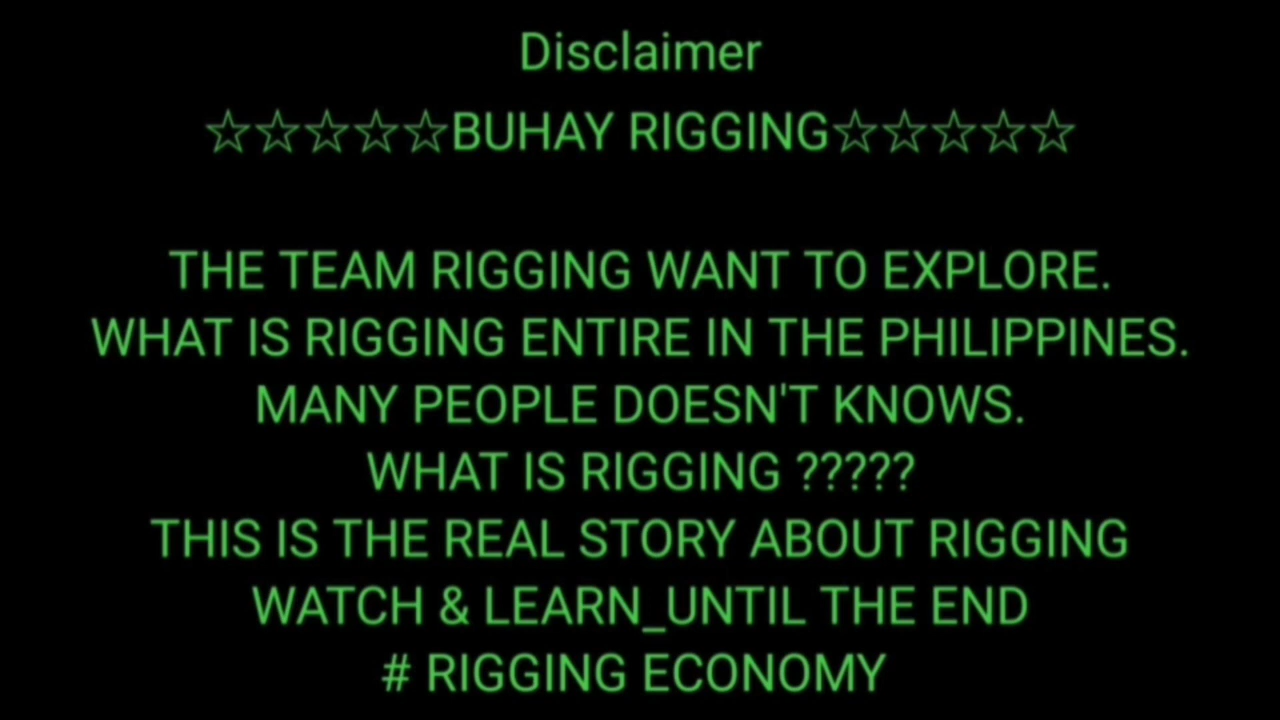 Disclaimer
☆☆☆☆☆BUHAY RIGGING☆☆☆☆☆
THE TEAM RIGGING WANT TO EXPLORE.
WHAT IS RIGGING ENTIRE IN THE PHILIPPINES.
MANY PEOPLE DOESN'T KNOWS.
WHAT IS RIGGING ?????
THIS IS THE REAL STORY ABOUT RIGGING
WATCH & LEARN_UNTIL THE END
# RIGGING ECONOMY